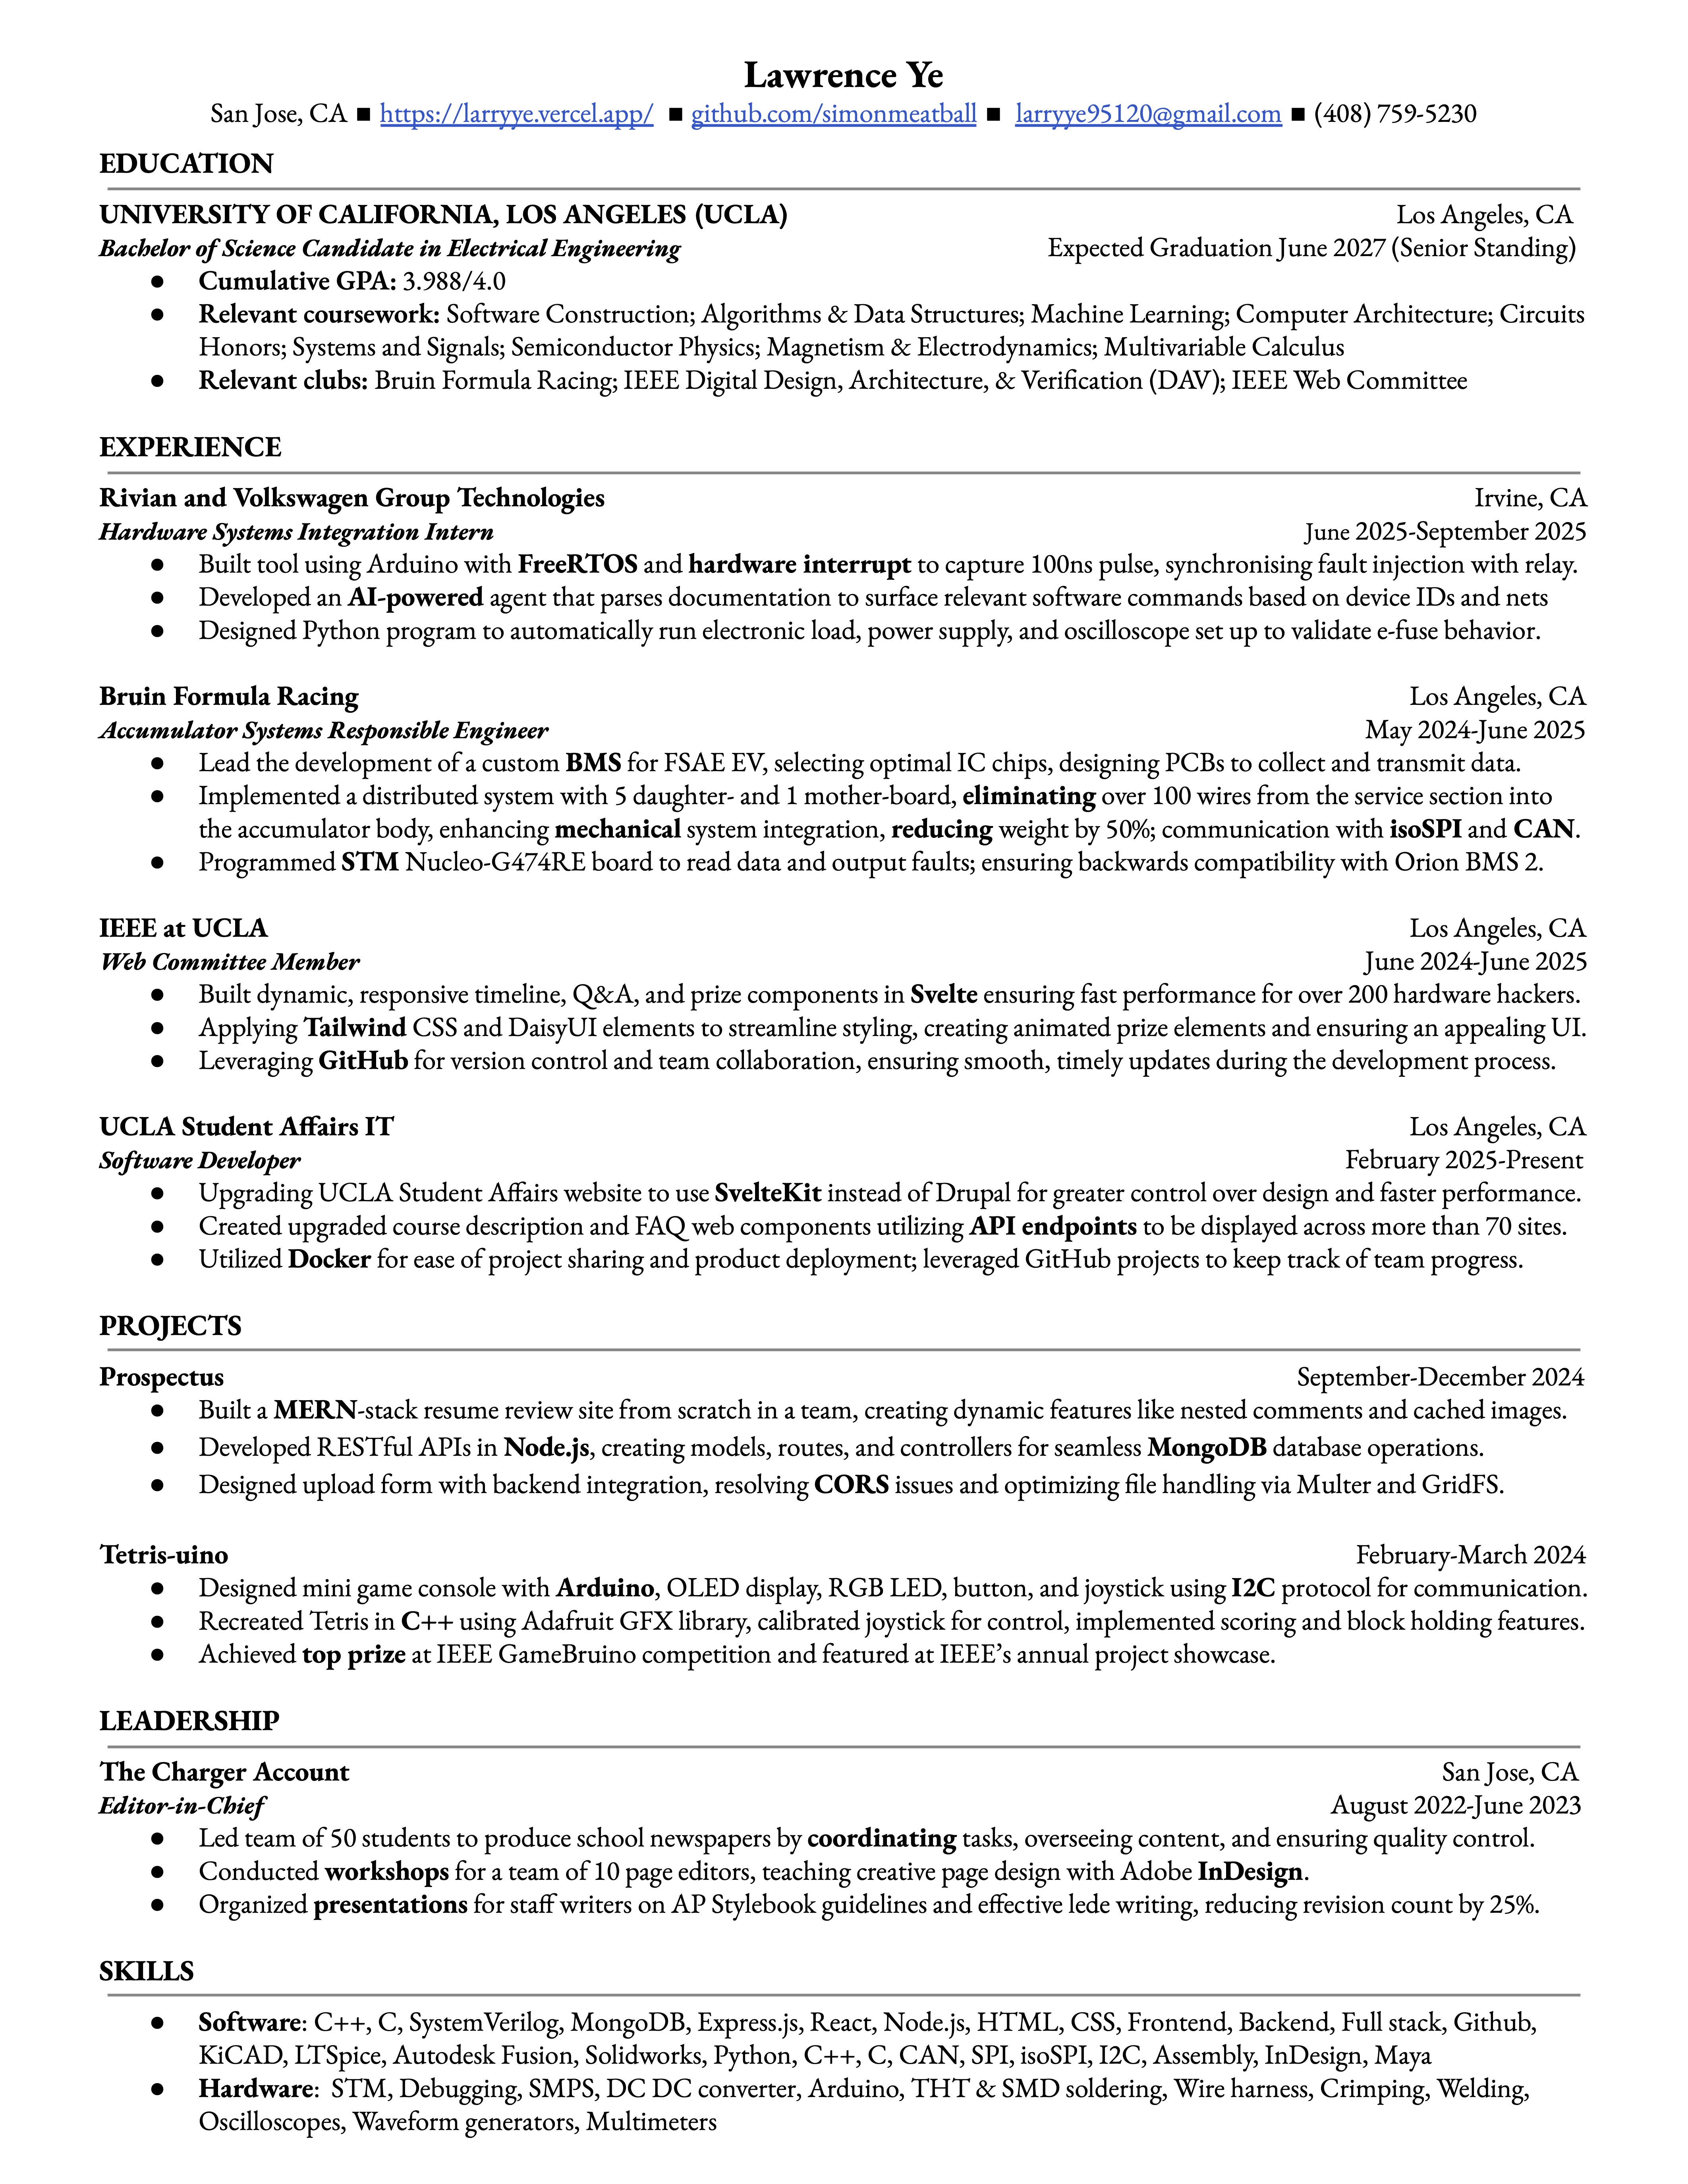 Lawrence Ye
San Jose, CA ■ https://larryye.vercel.app/ ■ github.com/simonmeatball ■ larryye95120@gmail.com ■ (408) 759-5230
EDUCATION
UNIVERSITY OF CALIFORNIA, LOS ANGELES (UCLA) Los Angeles, CA
Bachelor of Science Candidate in Electrical Engineering Expected Graduation June 2027 (Senior Standing)
● Cumulative GPA: 3.988/4.0
● Relevant coursework: Software Construction; Algorithms & Data Structures; Machine Learning; Computer Architecture; Circuits
Honors; Systems and Signals; Semiconductor Physics; Magnetism & Electrodynamics; Multivariable Calculus
● Relevant clubs: Bruin Formula Racing; IEEE Digital Design, Architecture, & Verification (DAV); IEEE Web Committee
EXPERIENCE
Rivian and Volkswagen Group Technologies Irvine, CA
Hardware Systems Integration Intern June 2025-September 2025
● Built tool using Arduino with FreeRTOS and hardware interrupt to capture 100ns pulse, synchronising fault injection with relay.
● Developed an AI-powered agent that parses documentation to surface relevant software commands based on device IDs and nets
● Designed Python program to automatically run electronic load, power supply, and oscilloscope set up to validate e-fuse behavior.
Bruin Formula Racing Los Angeles, CA
Accumulator Systems Responsible Engineer May 2024-June 2025
● Lead the development of a custom BMS for FSAE EV, selecting optimal IC chips, designing PCBs to collect and transmit data.
● Implemented a distributed system with 5 daughter- and 1 mother-board, eliminating over 100 wires from the service section into
the accumulator body, enhancing mechanical system integration, reducing weight by 50%; communication with isoSPI and CAN.
● Programmed STM Nucleo-G474RE board to read data and output faults; ensuring backwards compatibility with Orion BMS 2.
IEEE at UCLA Los Angeles, CA
Web Committee Member June 2024-June 2025
● Built dynamic, responsive timeline, Q&A, and prize components in Svelte ensuring fast performance for over 200 hardware hackers.
● Applying Tailwind CSS and DaisyUI elements to streamline styling, creating animated prize elements and ensuring an appealing UI.
● Leveraging GitHub for version control and team collaboration, ensuring smooth, timely updates during the development process.
UCLA Student Affairs IT Los Angeles, CA
Software Developer February 2025-Present
● Upgrading UCLA Student Affairs website to use SvelteKit instead of Drupal for greater control over design and faster performance.
● Created upgraded course description and FAQ web components utilizing API endpoints to be displayed across more than 70 sites.
● Utilized Docker for ease of project sharing and product deployment; leveraged GitHub projects to keep track of team progress.
PROJECTS
Prospectus September-December 2024
● Built a MERN-stack resume review site from scratch in a team, creating dynamic features like nested comments and cached images.
● Developed RESTful APIs in Node.js, creating models, routes, and controllers for seamless MongoDB database operations.
● Designed upload form with backend integration, resolving CORS issues and optimizing file handling via Multer and GridFS.
Tetris-uino February-March 2024
● Designed mini game console with Arduino, OLED display, RGB LED, button, and joystick using I2C protocol for communication.
● Recreated Tetris in C++ using Adafruit GFX library, calibrated joystick for control, implemented scoring and block holding features.
● Achieved top prize at IEEE GameBruino competition and featured at IEEE’s annual project showcase.
LEADERSHIP
The Charger Account San Jose, CA
Editor-in-Chief August 2022-June 2023
● Led team of 50 students to produce school newspapers by coordinating tasks, overseeing content, and ensuring quality control.
● Conducted workshops for a team of 10 page editors, teaching creative page design with Adobe InDesign.
● Organized presentations for staff writers on AP Stylebook guidelines and effective lede writing, reducing revision count by 25%.
SKILLS
● Software: C++, C, SystemVerilog, MongoDB, Express.js, React, Node.js, HTML, CSS, Frontend, Backend, Full stack, Github,
KiCAD, LTSpice, Autodesk Fusion, Solidworks, Python, C++, C, CAN, SPI, isoSPI, I2C, Assembly, InDesign, Maya
● Hardware: STM, Debugging, SMPS, DC DC converter, Arduino, THT & SMD soldering, Wire harness, Crimping, Welding,
Oscilloscopes, Waveform generators, Multimeters